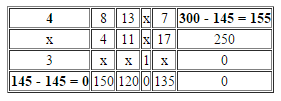 4 8 13 x 7 300 - 145 = 155
x 4 11 x 17 250
3 x x 1 x 0
145 - 145 = 0 150 120 0 135 0